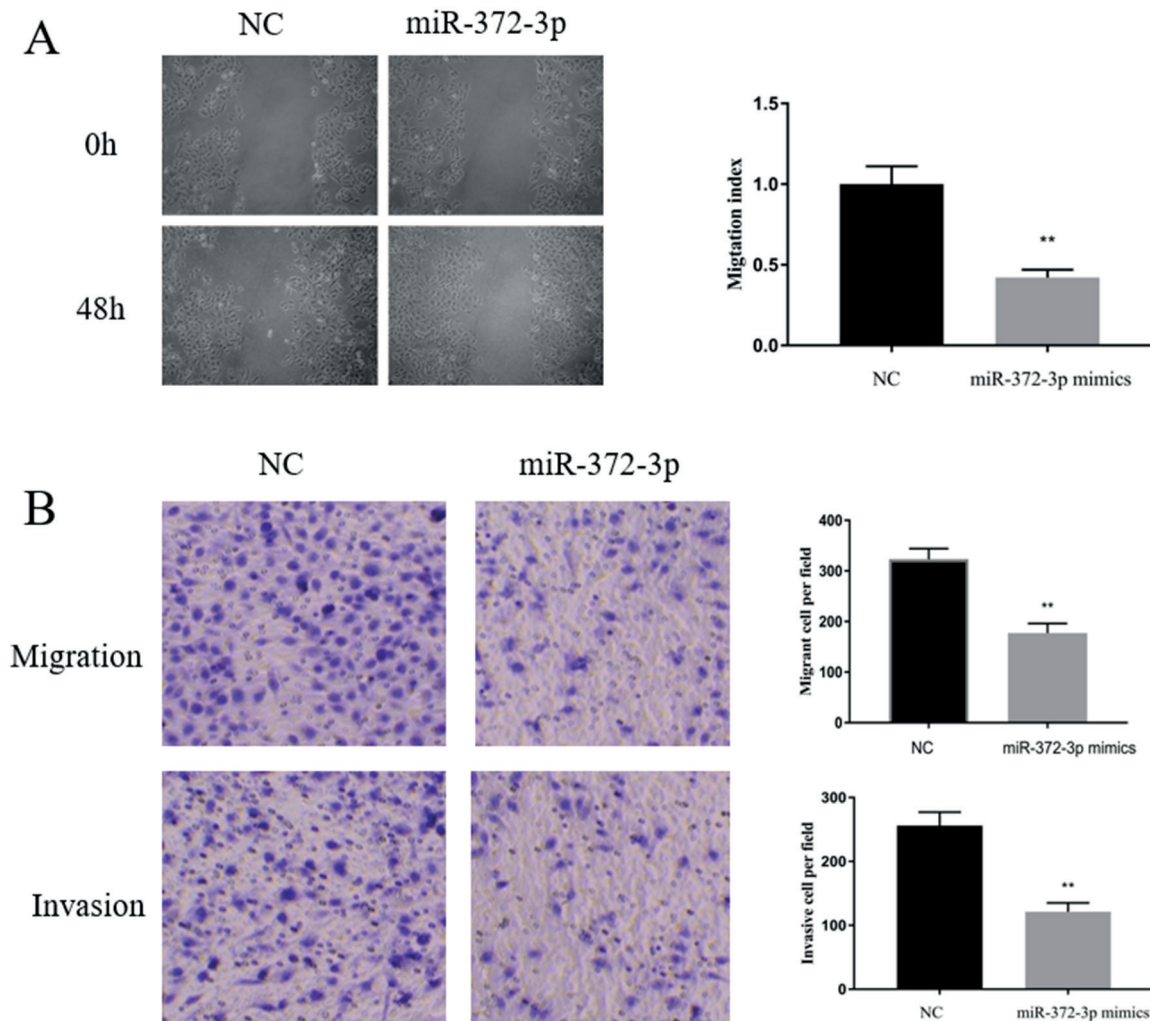 A
NC
miR-372-3p
0h
48h
Migtation index
1.5
1.0
0.5
0.0
**
NC
miR-372-3p mimics
B
NC
miR-372-3p
Migration
Invasion
Migrant cell per field
400
300
200
100
0
**
NC
miR-372-3p mimics
Invasive cell per field
300
200
100
0
**
NC
miR-372-3p mimics